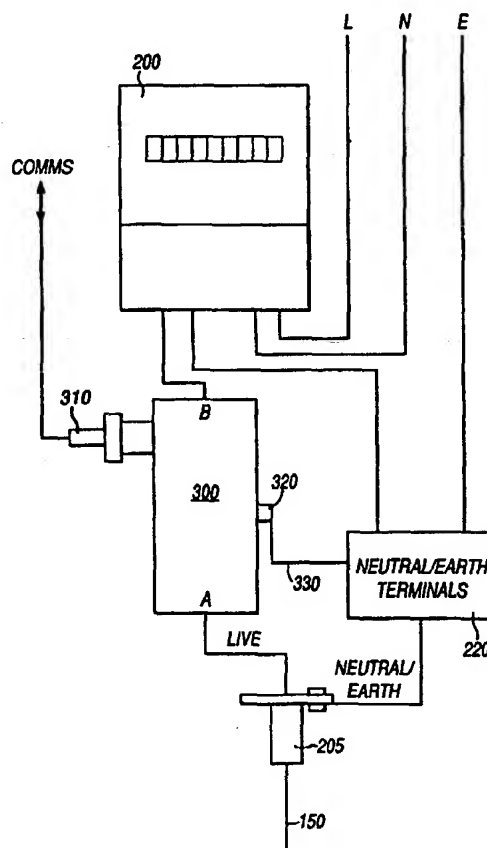 L N E
200
COMMS
310
B
300
320
330
NEUTRAL/EARTH
TERMINALS
220
A
LIVE
NEUTRAL/
EARTH
205
150